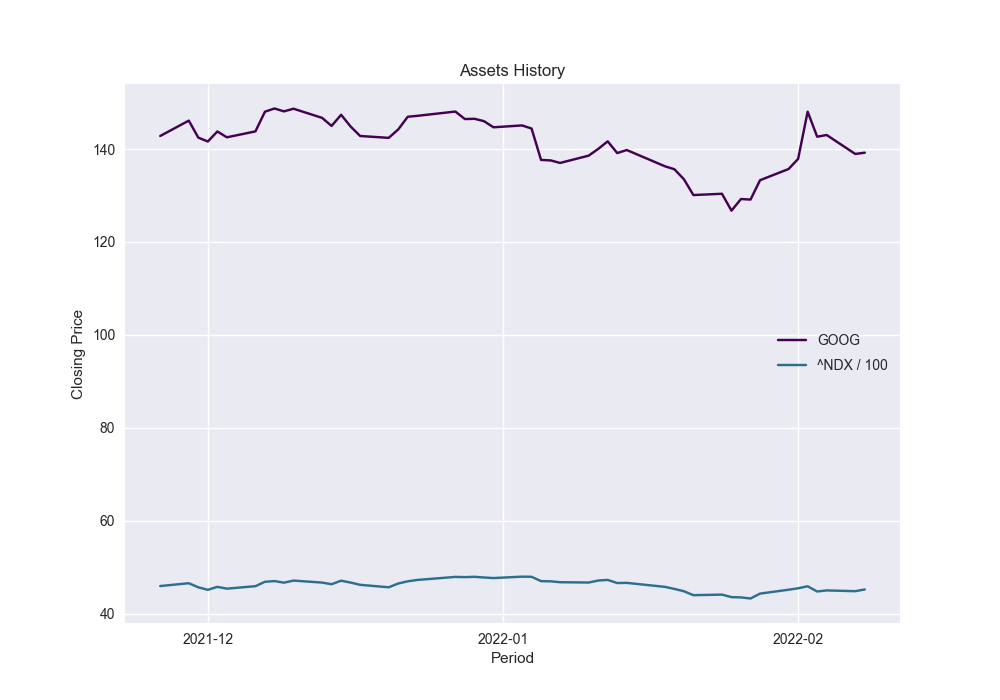 Assets History
Closing Price
140
120
100
80
60
40
GOOG
^NDX / 100
2021-12
2022-01
2022-02
Period